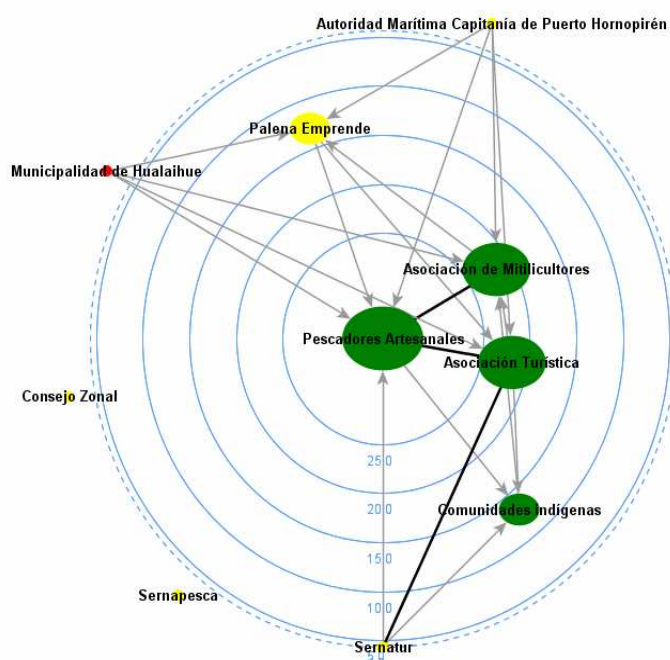 Autoridad Marítima Capitanía de Puerto Hornopirén
Palena Emprende
Municipalidad de Hualaihue
Asociación de Mitilicultores
Pescadores Artesanales
Asociación Turística
Consejo Zonal
250
200
Comunidades Indígenas
150
Sernapesca
100
Sernatur
50